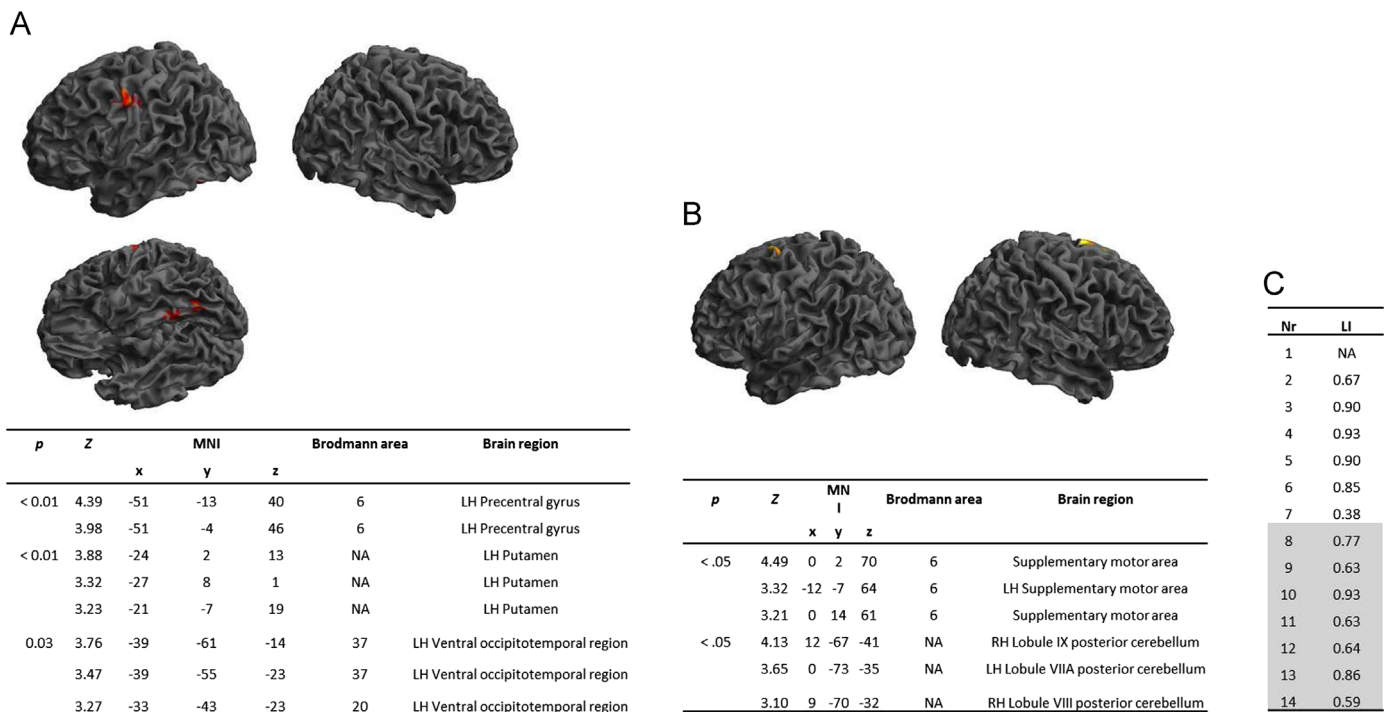 A
p Z MNI Brodmann area Brain region
x y z
< 0.01 4.39 -51 -13 40 6 LH Precentral gyrus
3.98 -51 -4 46 6 LH Precentral gyrus
< 0.01 3.88 -24 2 13 NA LH Putamen
3.32 -27 8 1 NA LH Putamen
3.23 -21 -7 19 NA LH Putamen
0.03 3.76 -39 -61 -14 37 LH Ventral occipitotemporal region
3.47 -39 -55 -23 37 LH Ventral occipitotemporal region
3.27 -33 -43 -23 20 LH Ventral occipitotemporal region
B
p Z MN Brodmann area Brain region
I
x y z
< .05 4.49 0 2 70 6 Supplementary motor area
3.32 -12 -7 64 6 LH Supplementary motor area
3.21 0 14 61 6 Supplementary motor area
< .05 4.13 12 -67 -41 NA RH Lobule IX posterior cerebellum
3.65 0 -73 -35 NA LH Lobule VIIA posterior cerebellum
3.10 9 -70 -32 NA RH Lobule VIII posterior cerebellum
C
Nr LI
1 NA
2 0.67
3 0.90
4 0.93
5 0.90
6 0.85
7 0.38
8 0.77
9 0.63
10 0.93
11 0.63
12 0.64
13 0.86
14 0.59